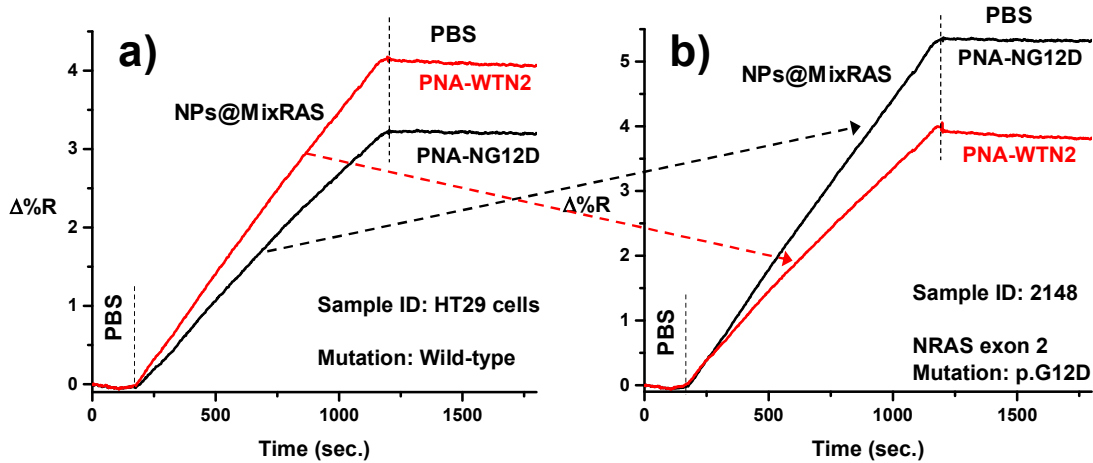 a)
PBS
PNA-WTN2
NPs@MixRAS
PNA-NG12D
Δ%R
PBS
Sample ID: HT29 cells
Mutation: Wild-type
0
1
2
3
4
0
500
1000
1500
Time (sec.)
b)
PBS
PNA-NG12D
NPs@MixRAS
PNA-WTN2
Δ%R
PBS
Sample ID: 2148
NRAS exon 2
Mutation: p.G12D
0
1
2
3
4
5
0
500
1000
1500
Time (sec.)